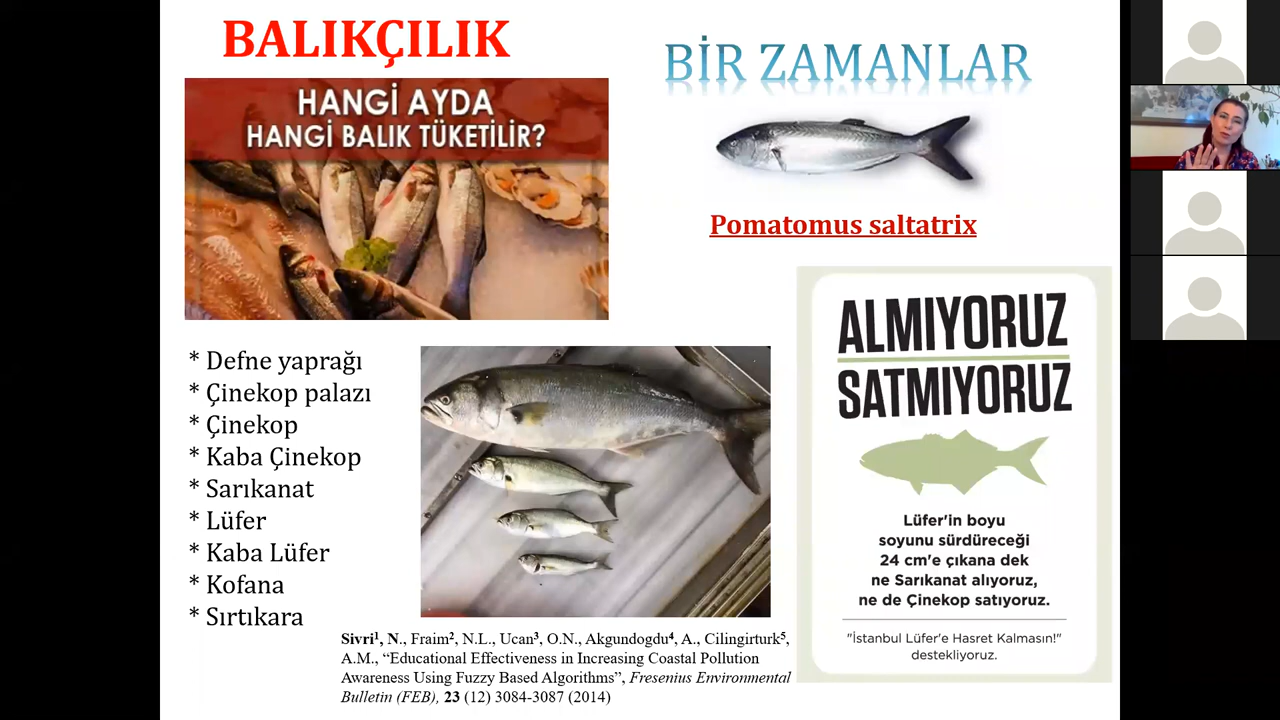 BALIKÇILIK
HANGİ AYDA
HANGİ BALIK TÜKETİLİR?
BİR ZAMANLAR
Pomatomus saltatrix
* Defne yaprağı
* Çinekop palazı
* Çinekop
* Kaba Çinekop
* Sarıkanat
* Lüfer
* Kaba Lüfer
* Kofana
* Sırtıkara
ALMIYORUZ
SATMIYORUZ
Lüfer'in boyu
soyunu sürdüreceği
24 cm'e çıkana dek
ne Sarıkanat alıyoruz,
ne de Çinekop satıyoruz.
"İstanbul Lüfer'e Hasret Kalmasın!"
destekliyoruz.
Sivri¹, N., Fraim², N.L., Ucan³, O.N., Akgundogdu⁴, A., Cilingirturk⁵,
A.M., “Educational Effectiveness in Increasing Coastal Pollution
Awareness Using Fuzzy Based Algorithms”, Fresenius Environmental
Bulletin (FEB), 23 (12) 3084-3087 (2014)